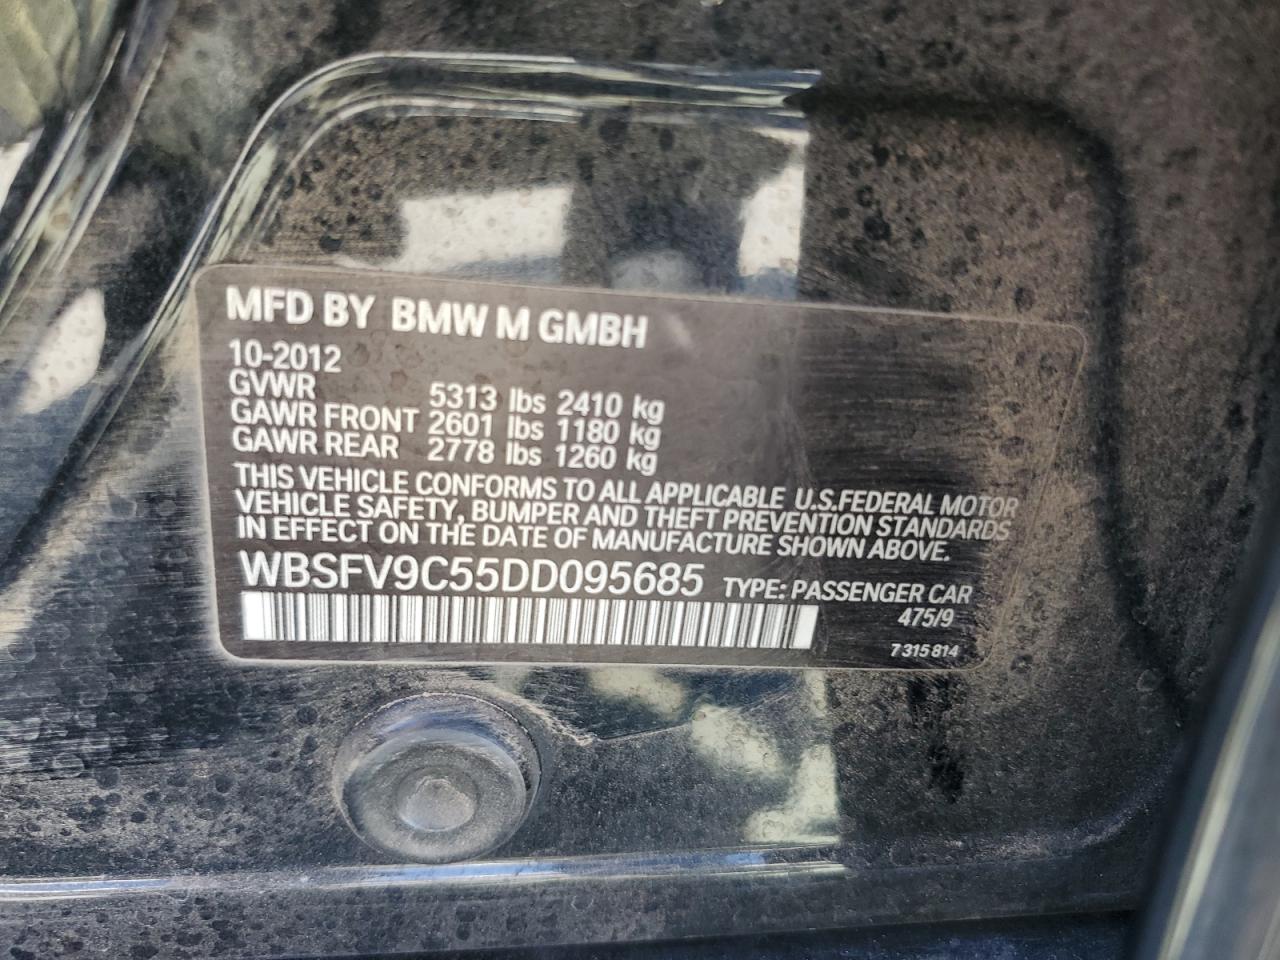 MFD BY BMW M GMBH
10-2012
GVWR 5313 lbs 2410 kg
GAWR FRONT 2601 lbs 1180 kg
GAWR REAR 2778 lbs 1260 kg
THIS VEHICLE CONFORMS TO ALL APPLICABLE U.S.FEDERAL MOTOR
VEHICLE SAFETY, BUMPER AND THEFT PREVENTION STANDARDS
IN EFFECT ON THE DATE OF MANUFACTURE SHOWN ABOVE.
WBSFV9C55DD095685 TYPE: PASSENGER CAR
475/9
7 315 814